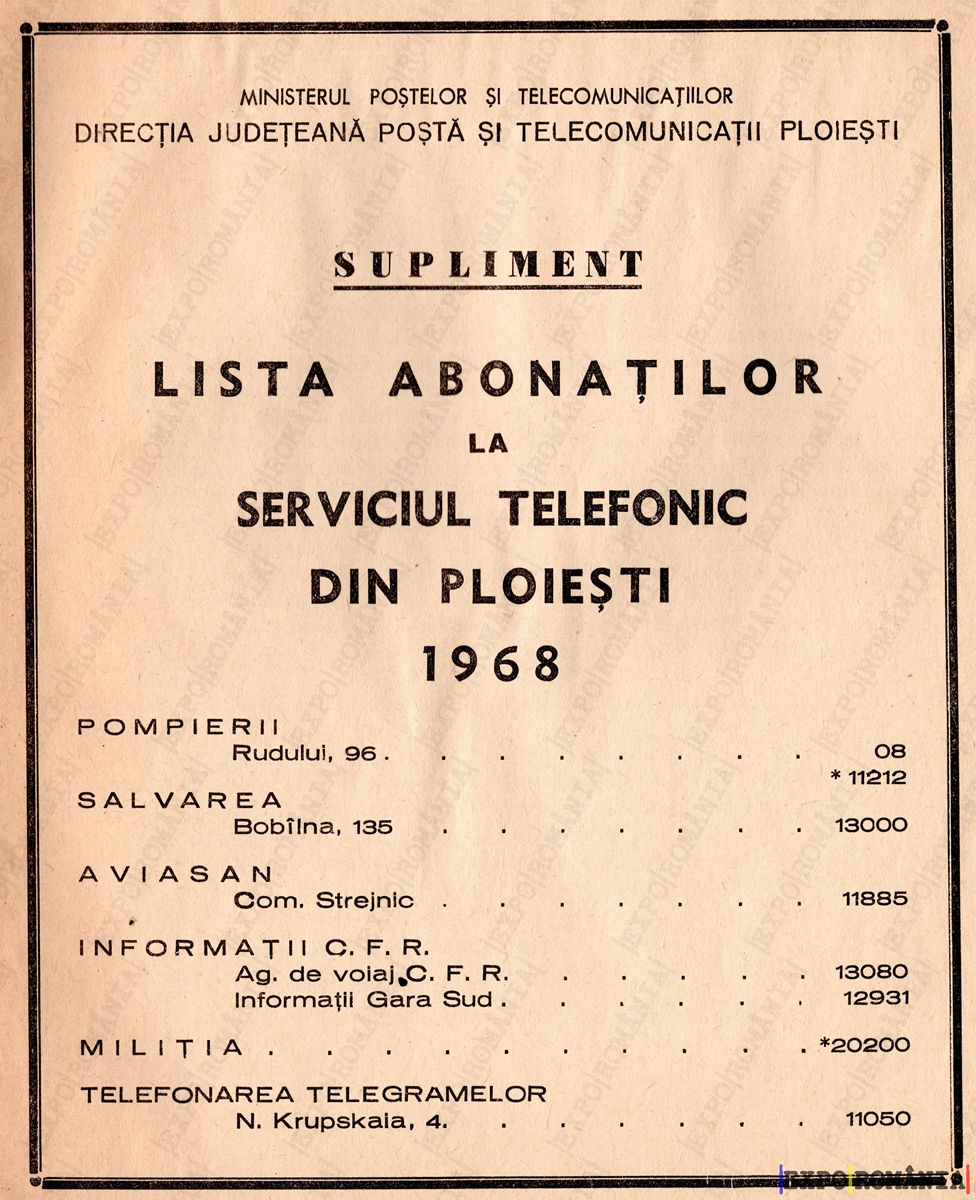 MINISTERUL POȘTELOR ȘI TELECOMUNICAȚIILOR
DIRECȚIA JUDEȚEANĂ POȘTĂ ȘI TELECOMUNICAȚII PLOIEȘTI
SUPLIMENT
LISTA ABONAȚILOR
LA
SERVICIUL TELEFONIC
DIN PLOIEȘTI
1968
POMPIERII
Rudului, 96 . . . . . . . . 08
* 11212
SALVAREA
Bobîlna, 135 . . . . . . . 13000
AVIASAN
Com. Strejnic . . . . . . . 11885
INFORMAȚII C. F. R.
Ag. de voiaj C. F. R. . . . . . 13080
Informații Gara Sud . . . . . . 12931
MILIȚIA . . . . . . . . . . *20200
TELEFONAREA TELEGRAMELOR
N. Krupskaia, 4. . . . . . . 11050
|EXPO|ROMÂNIA|